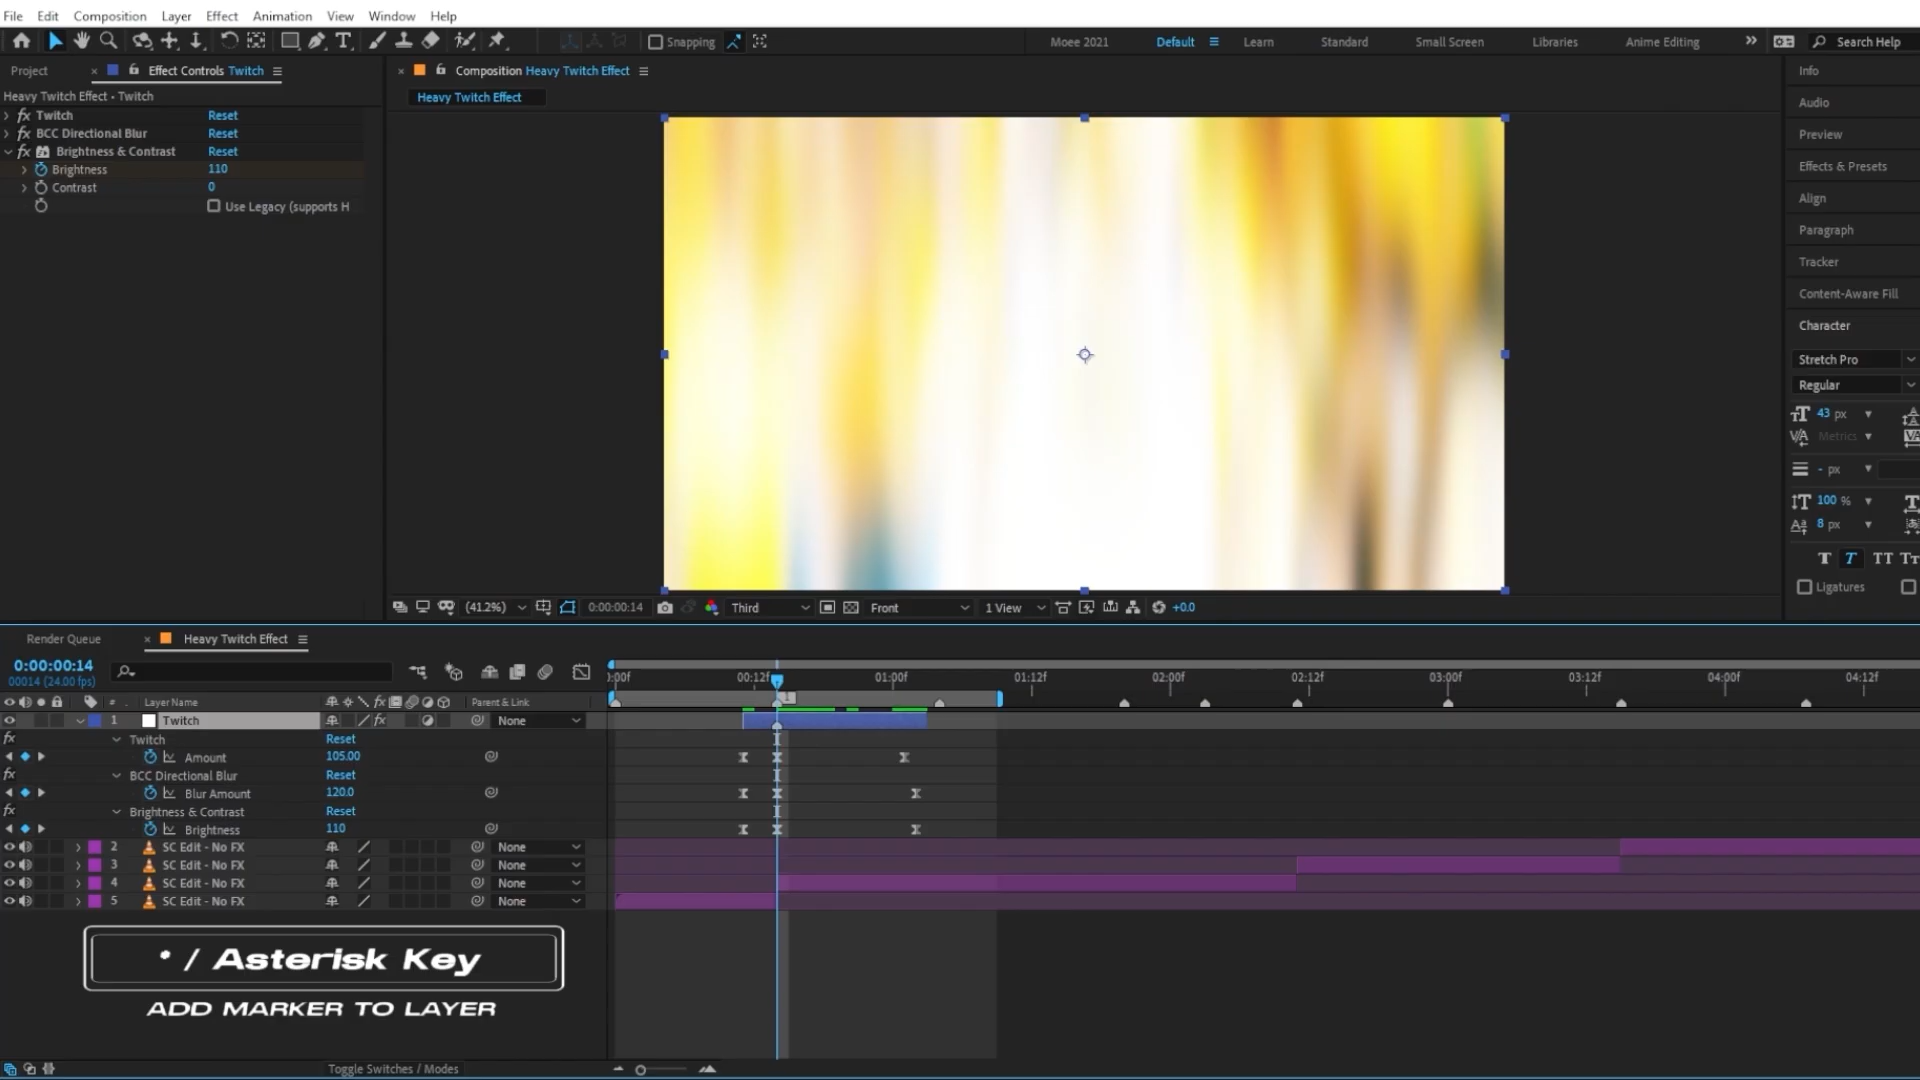 File Edit Composition Layer Effect Animation View Window Help
Snapping Moee 2021 Default Learn Standard Small Screen Libraries Anime Editing Search Help
Project Effect Controls Twitch Composition Heavy Twitch Effect Info
Heavy Twitch Effect • Twitch Heavy Twitch Effect
Audio
Twitch Reset
BCC Directional Blur Reset
Preview
Brightness & Contrast Reset
Brightness 110
Effects & Presets
Contrast 0
Use Legacy (supports H
Align
Paragraph
Tracker
Content-Aware Fill
Character
Stretch Pro
Regular
43 px
Metrics
- px
100 %
8 px
T T TT Tт
Ligatures
(41.2%) 0:00:00:14 Third Front 1 View +0.0
Render Queue Heavy Twitch Effect
0:00:00:14
00014 (24.00 fps)
:00f 00:12f 01:00f 01:12f 02:00f 02:12f 03:00f 03:12f 04:00f 04:12f
# Layer Name Parent & Link
1 Twitch None
Twitch Reset
Amount 105.00
BCC Directional Blur Reset
Blur Amount 120.0
Brightness & Contrast Reset
Brightness 110
2 SC Edit - No FX None
3 SC Edit - No FX None
4 SC Edit - No FX None
5 SC Edit - No FX None
* / Asterisk Key
ADD MARKER TO LAYER
Toggle Switches / Modes